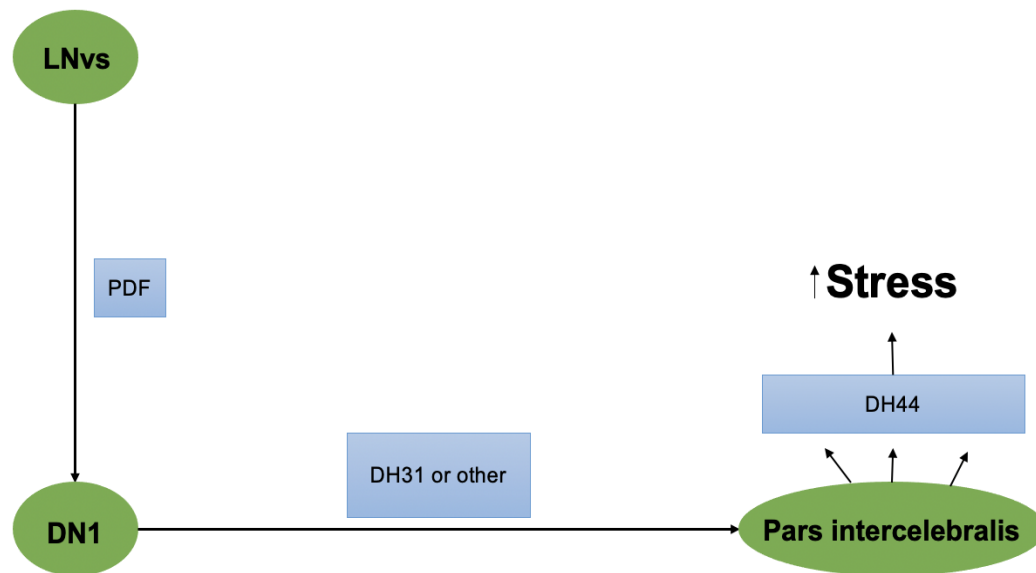 LNvs
PDF
Stress
DH44
DH31 or other
DN1
Pars intercelebralis